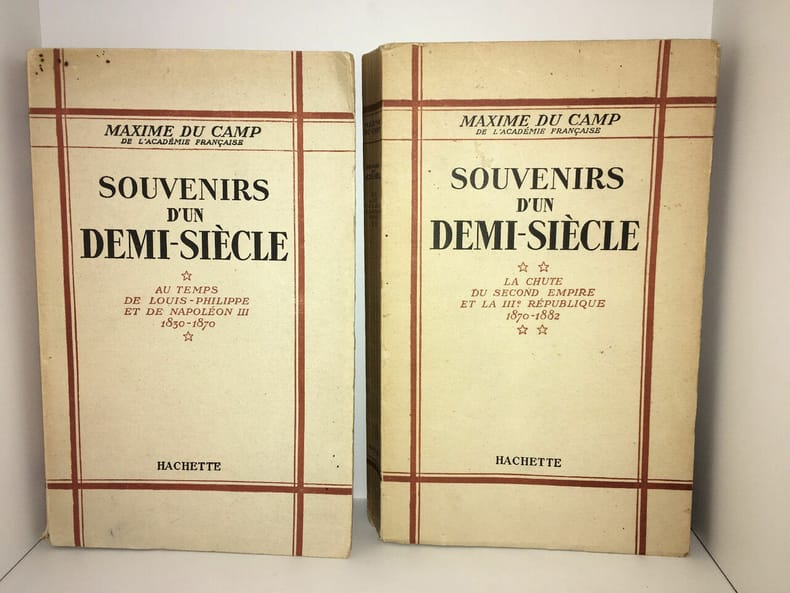 MAXIME DU CAMP
DE L'ACADÉMIE FRANÇAISE
SOUVENIRS
D'UN
DEMI-SIÈCLE
AU TEMPS
DE LOUIS-PHILIPPE
ET DE NAPOLÉON III
1830-1870
HACHETTE
MAXIME DU CAMP
DE L'ACADÉMIE FRANÇAISE
SOUVENIRS
D'UN
DEMI-SIÈCLE
LA CHUTE
DU SECOND EMPIRE
ET LA IIIe RÉPUBLIQUE
1870-1882
HACHETTE